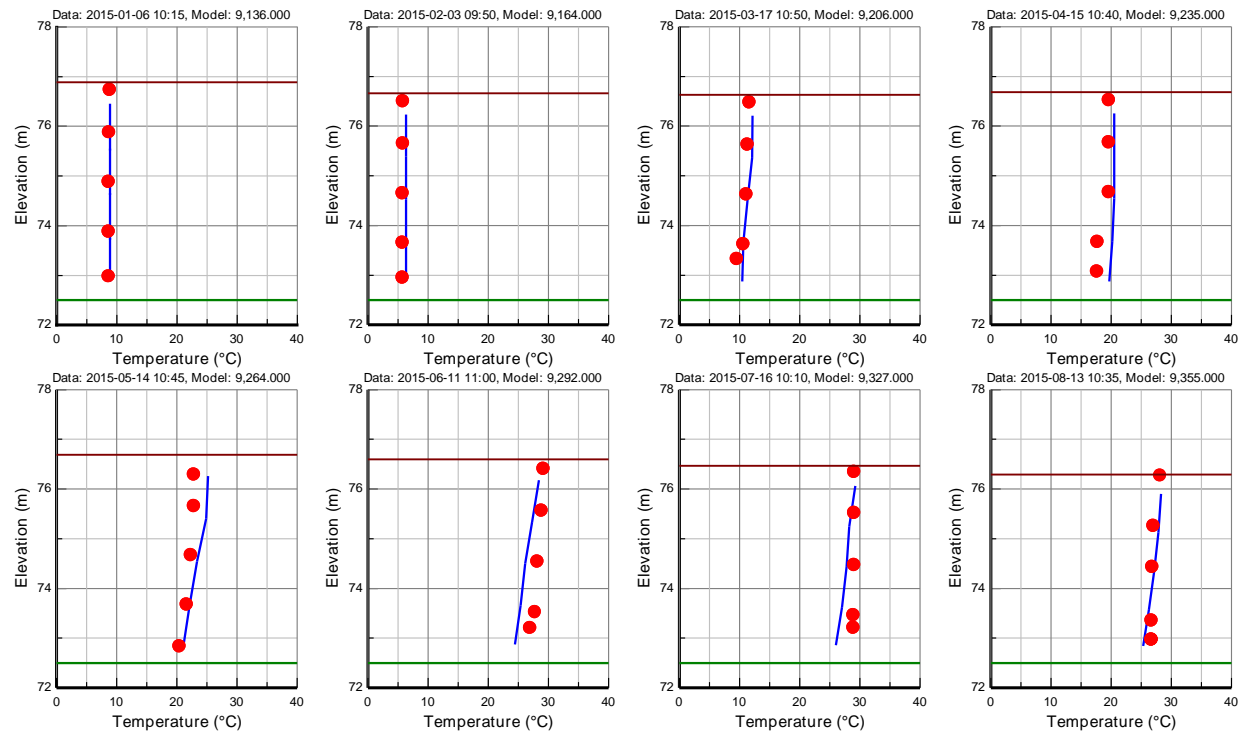 Data: 2015-01-06 10:15, Model: 9,136.000
78
76
74
72
Elevation (m)
0 10 20 30 40
Temperature (°C)
Data: 2015-02-03 09:50, Model: 9,164.000
78
76
74
72
Elevation (m)
0 10 20 30 40
Temperature (°C)
Data: 2015-03-17 10:50, Model: 9,206.000
78
76
74
72
Elevation (m)
0 10 20 30 40
Temperature (°C)
Data: 2015-04-15 10:40, Model: 9,235.000
78
76
74
72
Elevation (m)
0 10 20 30 40
Temperature (°C)
Data: 2015-05-14 10:45, Model: 9,264.000
78
76
74
72
Elevation (m)
0 10 20 30 40
Temperature (°C)
Data: 2015-06-11 11:00, Model: 9,292.000
78
76
74
72
Elevation (m)
0 10 20 30 40
Temperature (°C)
Data: 2015-07-16 10:10, Model: 9,327.000
78
76
74
72
Elevation (m)
0 10 20 30 40
Temperature (°C)
Data: 2015-08-13 10:35, Model: 9,355.000
78
76
74
72
Elevation (m)
0 10 20 30 40
Temperature (°C)